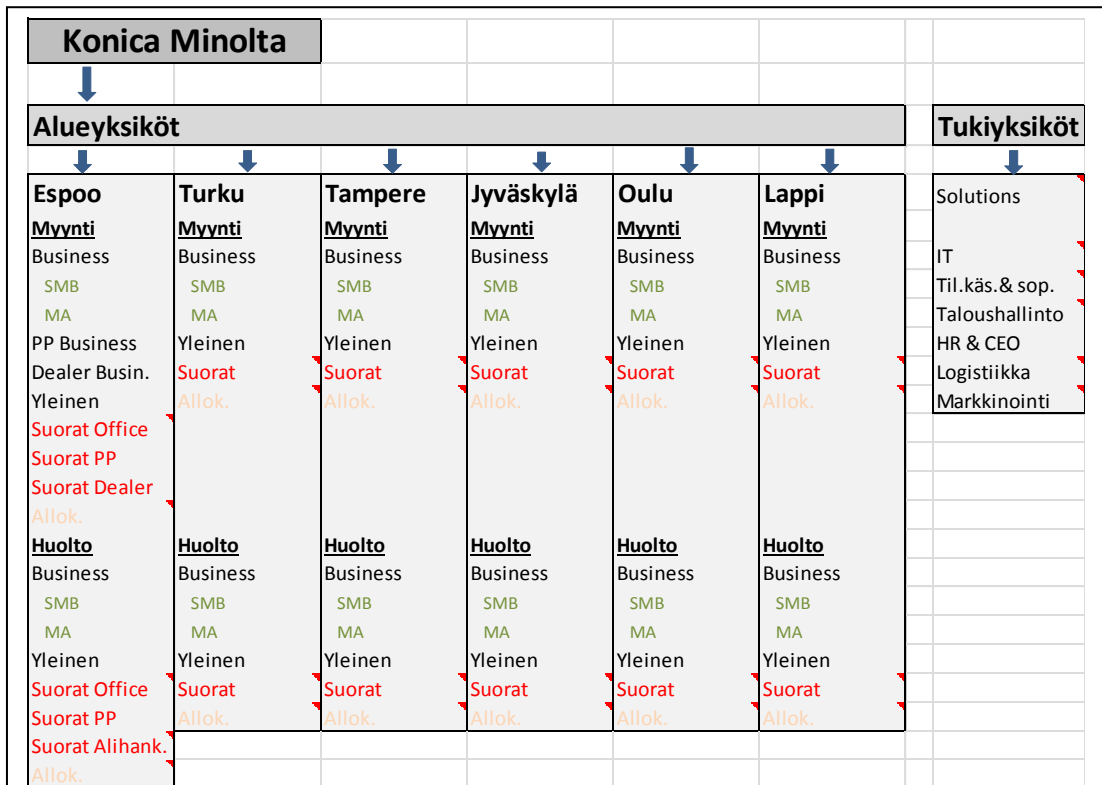 Konica Minolta
Alueyksiköt
Tukiyksiköt
Espoo
Myynti
Business
SMB
MA
PP Business
Dealer Busin.
Yleinen
Suorat Office
Suorat PP
Suorat Dealer
Allok.
Huolto
Business
SMB
MA
Yleinen
Suorat Office
Suorat PP
Suorat Alihank.
Allok.
Turku
Myynti
Business
SMB
MA
Yleinen
Suorat
Allok.
Huolto
Business
SMB
MA
Yleinen
Suorat
Allok.
Tampere
Myynti
Business
SMB
MA
Yleinen
Suorat
Allok.
Huolto
Business
SMB
MA
Yleinen
Suorat
Allok.
Jyväskylä
Myynti
Business
SMB
MA
Yleinen
Suorat
Allok.
Huolto
Business
SMB
MA
Yleinen
Suorat
Allok.
Oulu
Myynti
Business
SMB
MA
Yleinen
Suorat
Allok.
Huolto
Business
SMB
MA
Yleinen
Suorat
Allok.
Lappi
Myynti
Business
SMB
MA
Yleinen
Suorat
Allok.
Huolto
Business
SMB
MA
Yleinen
Suorat
Allok.
Solutions
IT
Til.käs.& sop.
Taloushallinto
HR & CEO
Logistiikka
Markkinointi